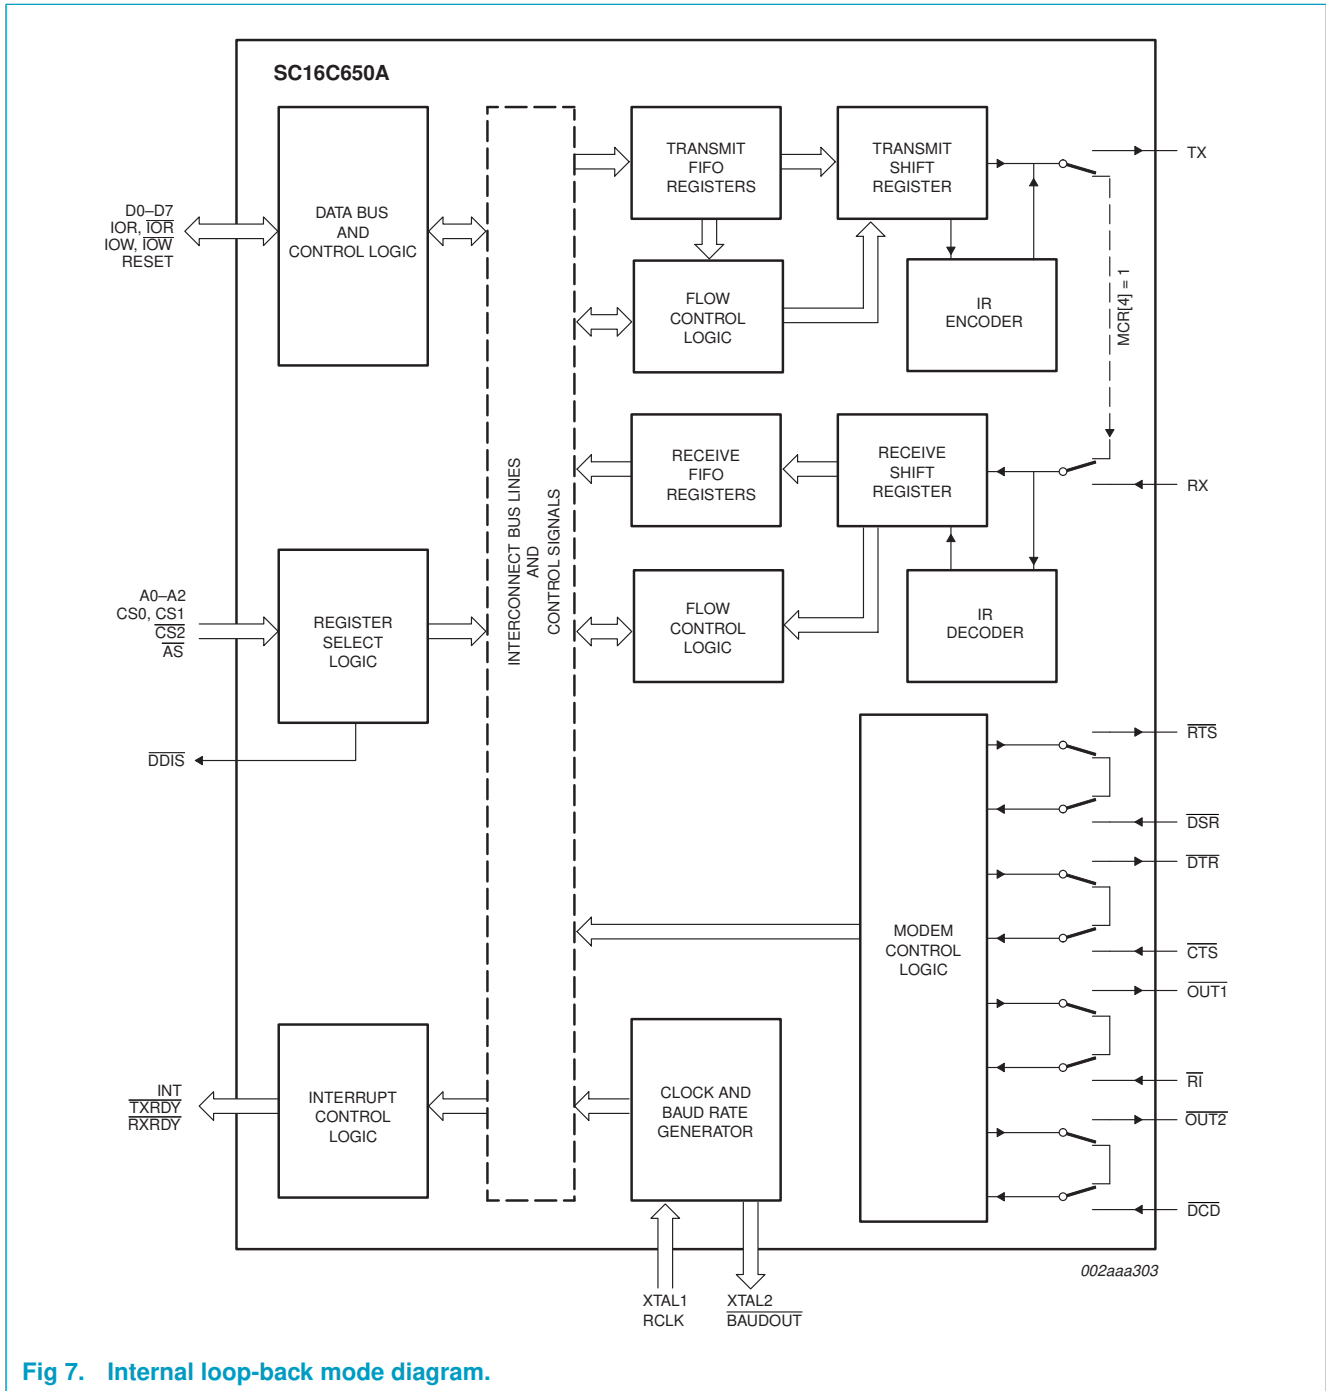 SC16C650A
D0–D7
IOR, IOR
IOW, IOW
RESET
DATA BUS
AND
CONTROL LOGIC
TRANSMIT
FIFO
REGISTERS
TRANSMIT
SHIFT
REGISTER
TX
FLOW
CONTROL
LOGIC
IR
ENCODER
MCR[4] = 1
INTERCONNECT BUS LINES
AND
CONTROL SIGNALS
RECEIVE
FIFO
REGISTERS
RECEIVE
SHIFT
REGISTER
RX
A0–A2
CS0, CS1
CS2
AS
REGISTER
SELECT
LOGIC
FLOW
CONTROL
LOGIC
IR
DECODER
DDIS
MODEM
CONTROL
LOGIC
RTS
DSR
DTR
CTS
OUT1
RI
OUT2
DCD
INT
TXRDY
RXRDY
INTERRUPT
CONTROL
LOGIC
CLOCK AND
BAUD RATE
GENERATOR
XTAL1
RCLK
XTAL2
BAUDOUT
002aaa303
Fig 7. Internal loop-back mode diagram.